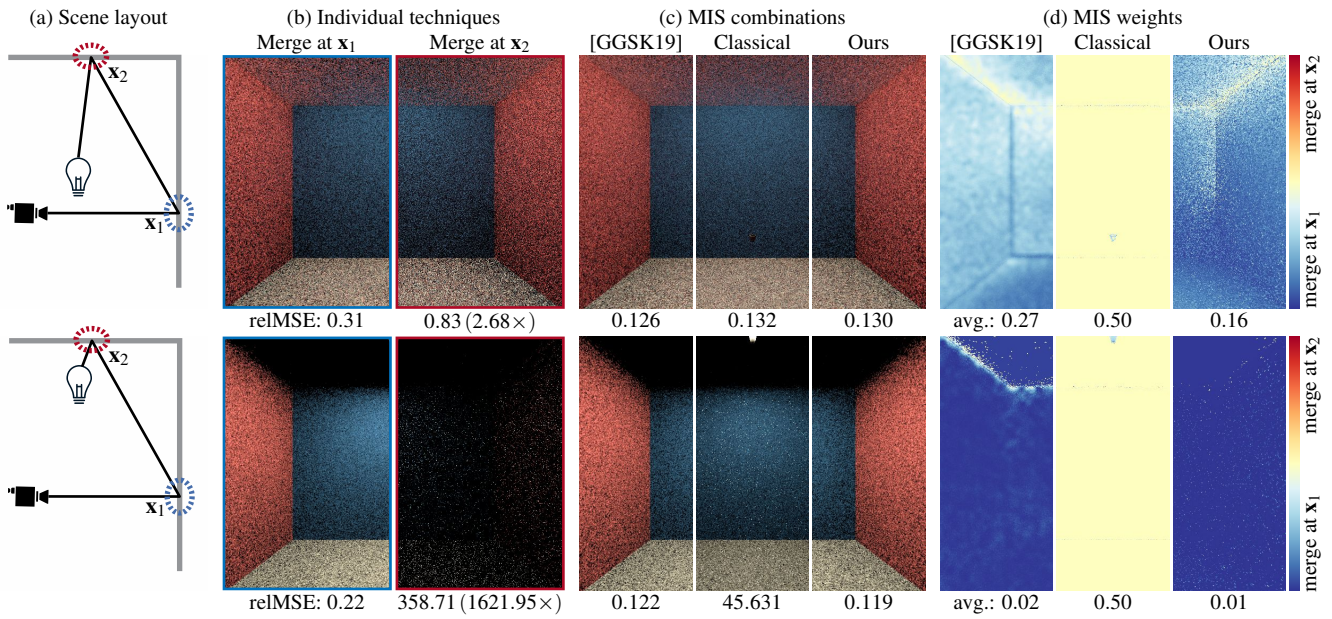 (a) Scene layout
(b) Individual techniques
(c) MIS combinations
(d) MIS weights
Merge at x₁
Merge at x₂
[GGSK19]
Classical
Ours
[GGSK19]
Classical
Ours
x₂
x₁
merge at x₁
merge at x₂
relMSE: 0.31
0.83 (2.68×)
0.126
0.132
0.130
avg.: 0.27
0.50
0.16
x₂
x₁
merge at x₁
merge at x₂
relMSE: 0.22
358.71 (1621.95×)
0.122
45.631
0.119
avg.: 0.02
0.50
0.01